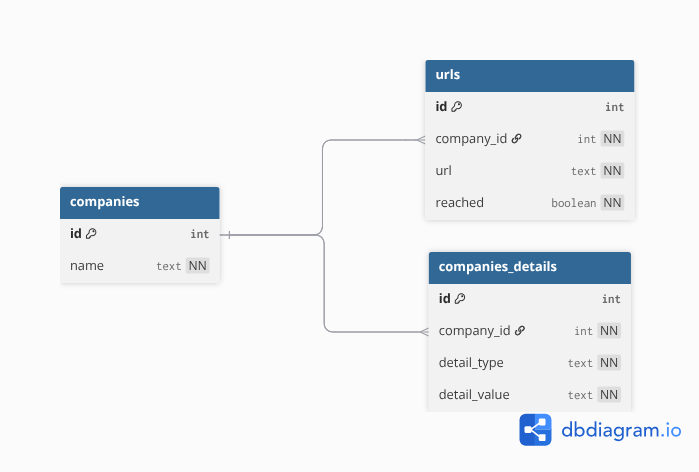 urls
id int
company_id int NN
url text NN
reached boolean NN
companies
id int
name text NN
companies_details
id int
company_id int NN
detail_type text NN
detail_value text NN
dbdiagram.io